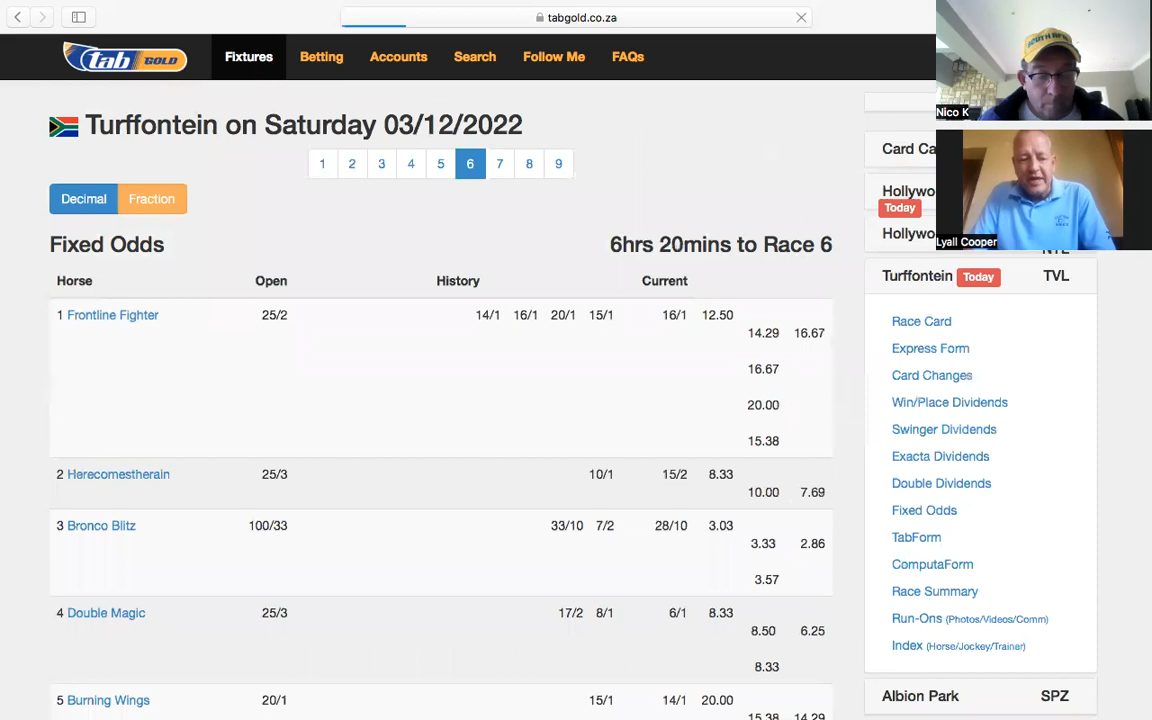 tabgold.co.za
tab GOLD
Fixtures
Betting
Accounts
Search
Follow Me
FAQs
Nico K
Turffontein on Saturday 03/12/2022
1 2 3 4 5 6 7 8 9
Decimal Fraction
Card Ca
Hollywo
Today
Hollywo
Lyall Cooper
Fixed Odds
6hrs 20mins to Race 6
Horse Open History Current
1 Frontline Fighter 25/2 14/1 16/1 20/1 15/1 16/1 12.50
14.29 16.67
16.67
20.00
15.38
2 Herecomestherain 25/3 10/1 15/2 8.33
10.00 7.69
3 Bronco Blitz 100/33 33/10 7/2 28/10 3.03
3.33 2.86
3.57
4 Double Magic 25/3 17/2 8/1 6/1 8.33
8.50 6.25
8.33
5 Burning Wings 20/1 15/1 14/1 20.00
15.38 14.29
Turffontein Today TVL
Race Card
Express Form
Card Changes
Win/Place Dividends
Swinger Dividends
Exacta Dividends
Double Dividends
Fixed Odds
TabForm
ComputaForm
Race Summary
Run-Ons (Photos/Videos/Comm)
Index (Horse/Jockey/Trainer)
Albion Park SPZ